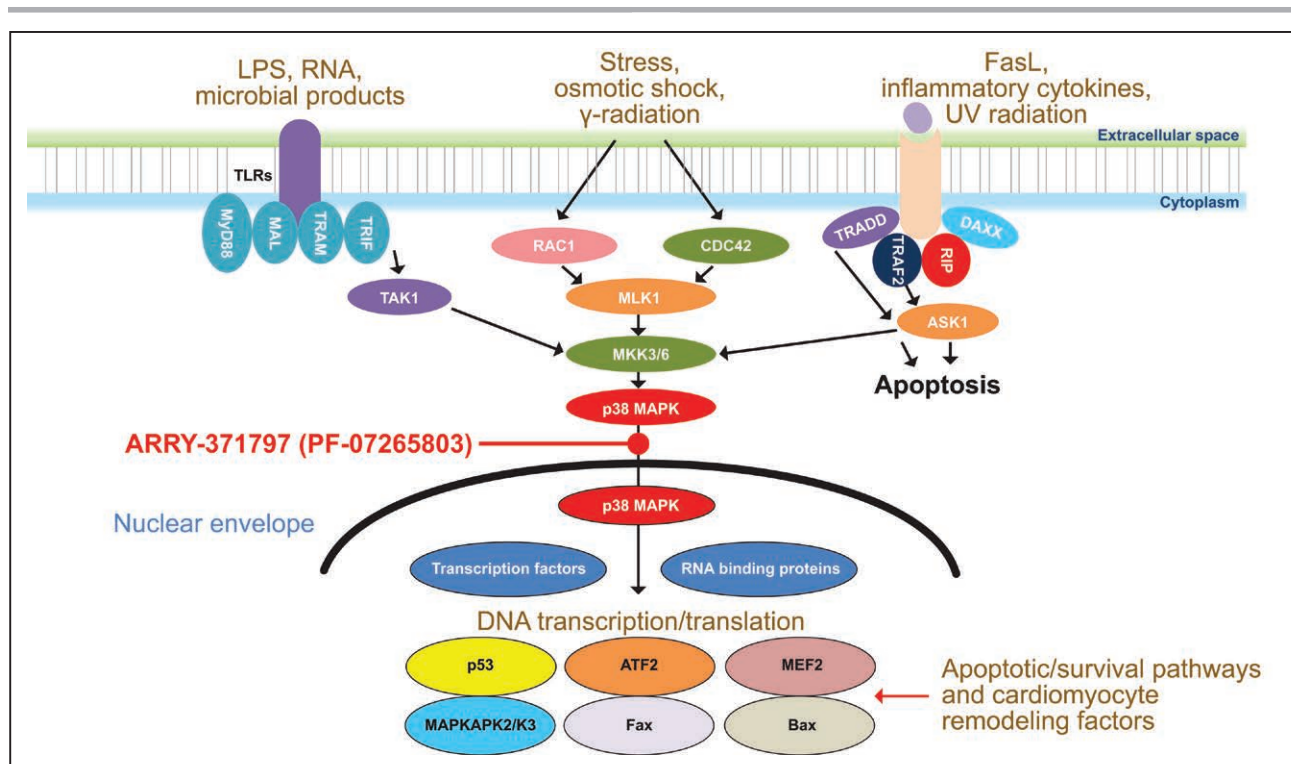 LPS, RNA,
microbial products
Stress,
osmotic shock,
γ-radiation
FasL,
inflammatory cytokines,
UV radiation
Extracellular space
TLRs
Cytoplasm
MyD88
MAL
TRAM
TRIF
RAC1
CDC42
TRADD
TRAF2
RIP
DAXX
TAK1
MLK1
ASK1
MKK3/6
Apoptosis
p38 MAPK
ARRY-371797 (PF-07265803)
p38 MAPK
Nuclear envelope
Transcription factors
RNA binding proteins
DNA transcription/translation
p53
ATF2
MEF2
MAPKAPK2/K3
Fax
Bax
Apoptotic/survival pathways
and cardiomyocyte
remodeling factors